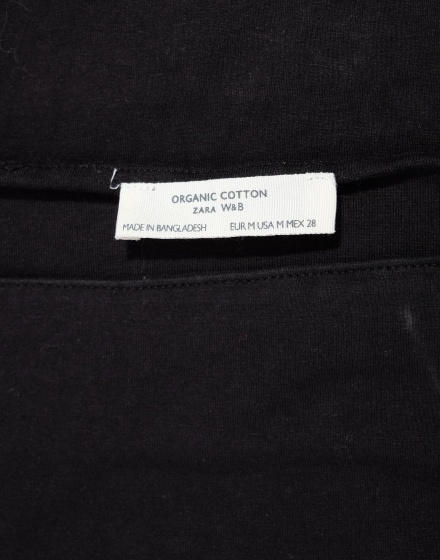 ORGANIC COTTON
ZARA W&B
MADE IN BANGLADESH EUR M USA M MEX 28